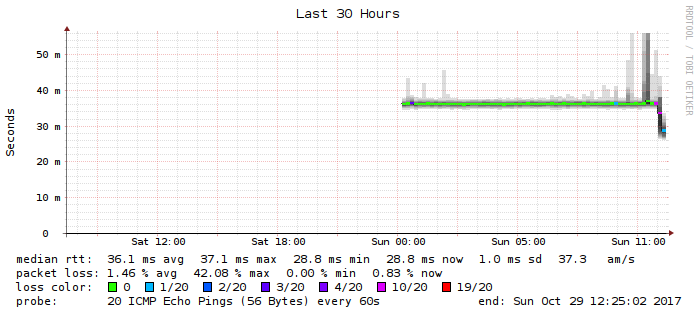 Last 30 Hours
RRDTOOL / TOBI OETIKER
Seconds
50 m
40 m
30 m
20 m
10 m
0
Sat 12:00 Sat 18:00 Sun 00:00 Sun 05:00 Sun 11:00
median rtt: 36.1 ms avg 37.1 ms max 28.8 ms min 28.8 ms now 1.0 ms sd 37.3 am/s
packet loss: 1.46 % avg 42.08 % max 0.00 % min 0.83 % now
loss color: 0 1/20 2/20 3/20 4/20 10/20 19/20
probe: 20 ICMP Echo Pings (56 Bytes) every 60s end: Sun Oct 29 12:25:02 2017